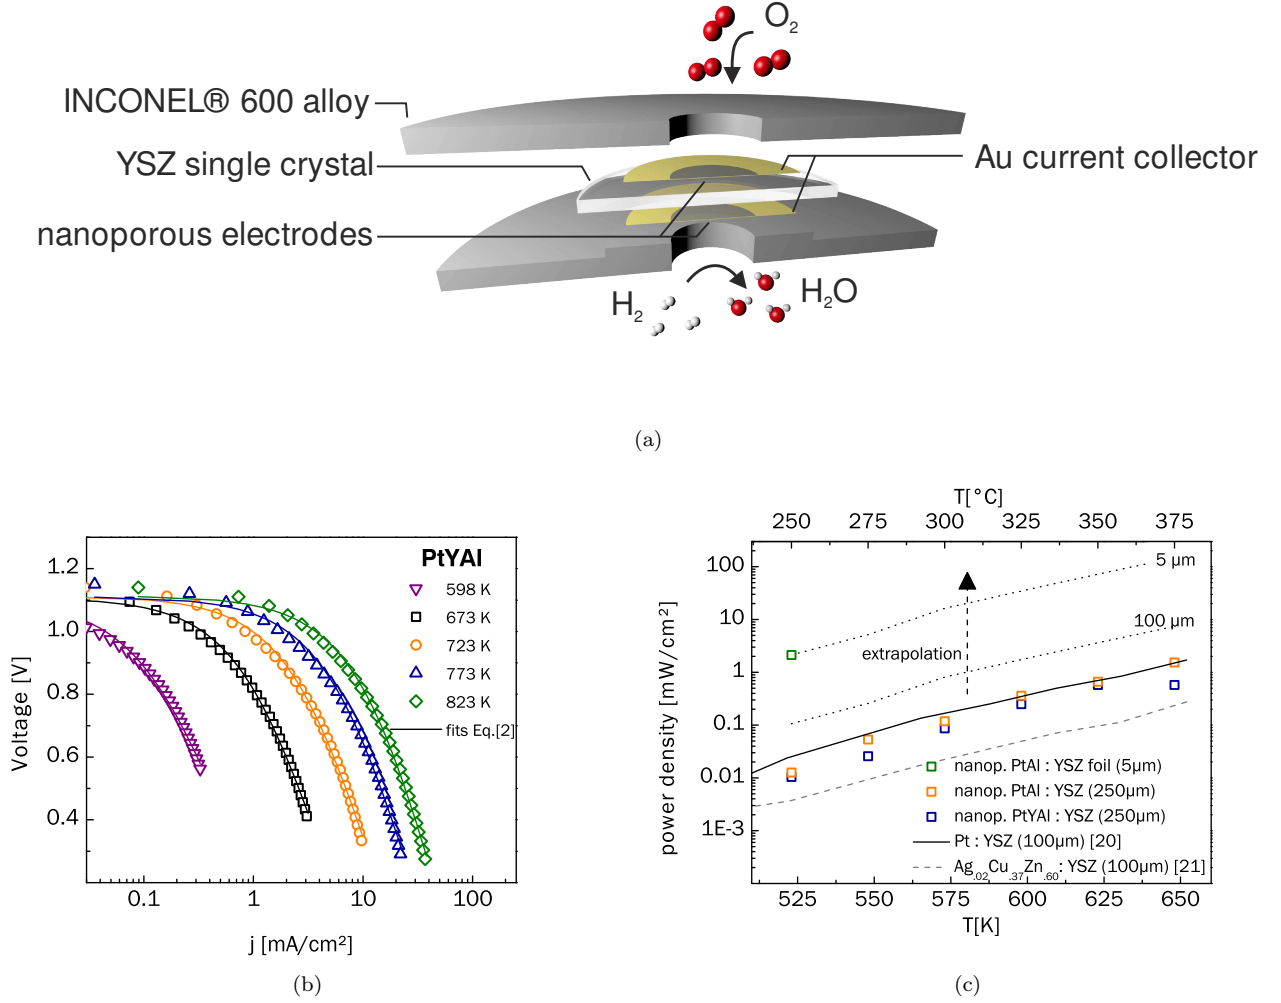 O2
INCONEL® 600 alloy
YSZ single crystal
Au current collector
nanoporous electrodes
H2
H2O
(a)
PtYAl
598 K
673 K
723 K
773 K
823 K
fits Eq.[2]
1.2
1.0
0.8
0.6
0.4
Voltage [V]
0.1 1 10 100
j [mA/cm²]
(b)
T[°C]
250 275 300 325 350 375
100
10
1
0.1
0.01
1E-3
power density [mW/cm²]
5 µm
100 µm
extrapolation
nanop. PtAl : YSZ foil (5µm)
nanop. PtAl : YSZ (250µm)
nanop. PtYAl : YSZ (250µm)
Pt : YSZ (100µm) [20]
Ag.02Cu.37Zn.60: YSZ (100µm) [21]
525 550 575 600 625 650
T[K]
(c)